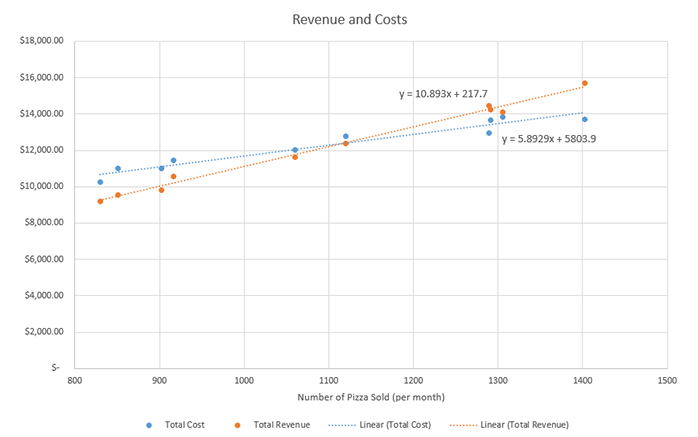 Revenue and Costs
$18,000.00
$16,000.00
y = 10.893x + 217.7
$14,000.00
y = 5.8929x + 5803.9
$12,000.00
$10,000.00
$8,000.00
$6,000.00
$4,000.00
$2,000.00
$-
800 900 1000 1100 1200 1300 1400 1500
Number of Pizza Sold (per month)
Total Cost Total Revenue Linear (Total Cost) Linear (Total Revenue)